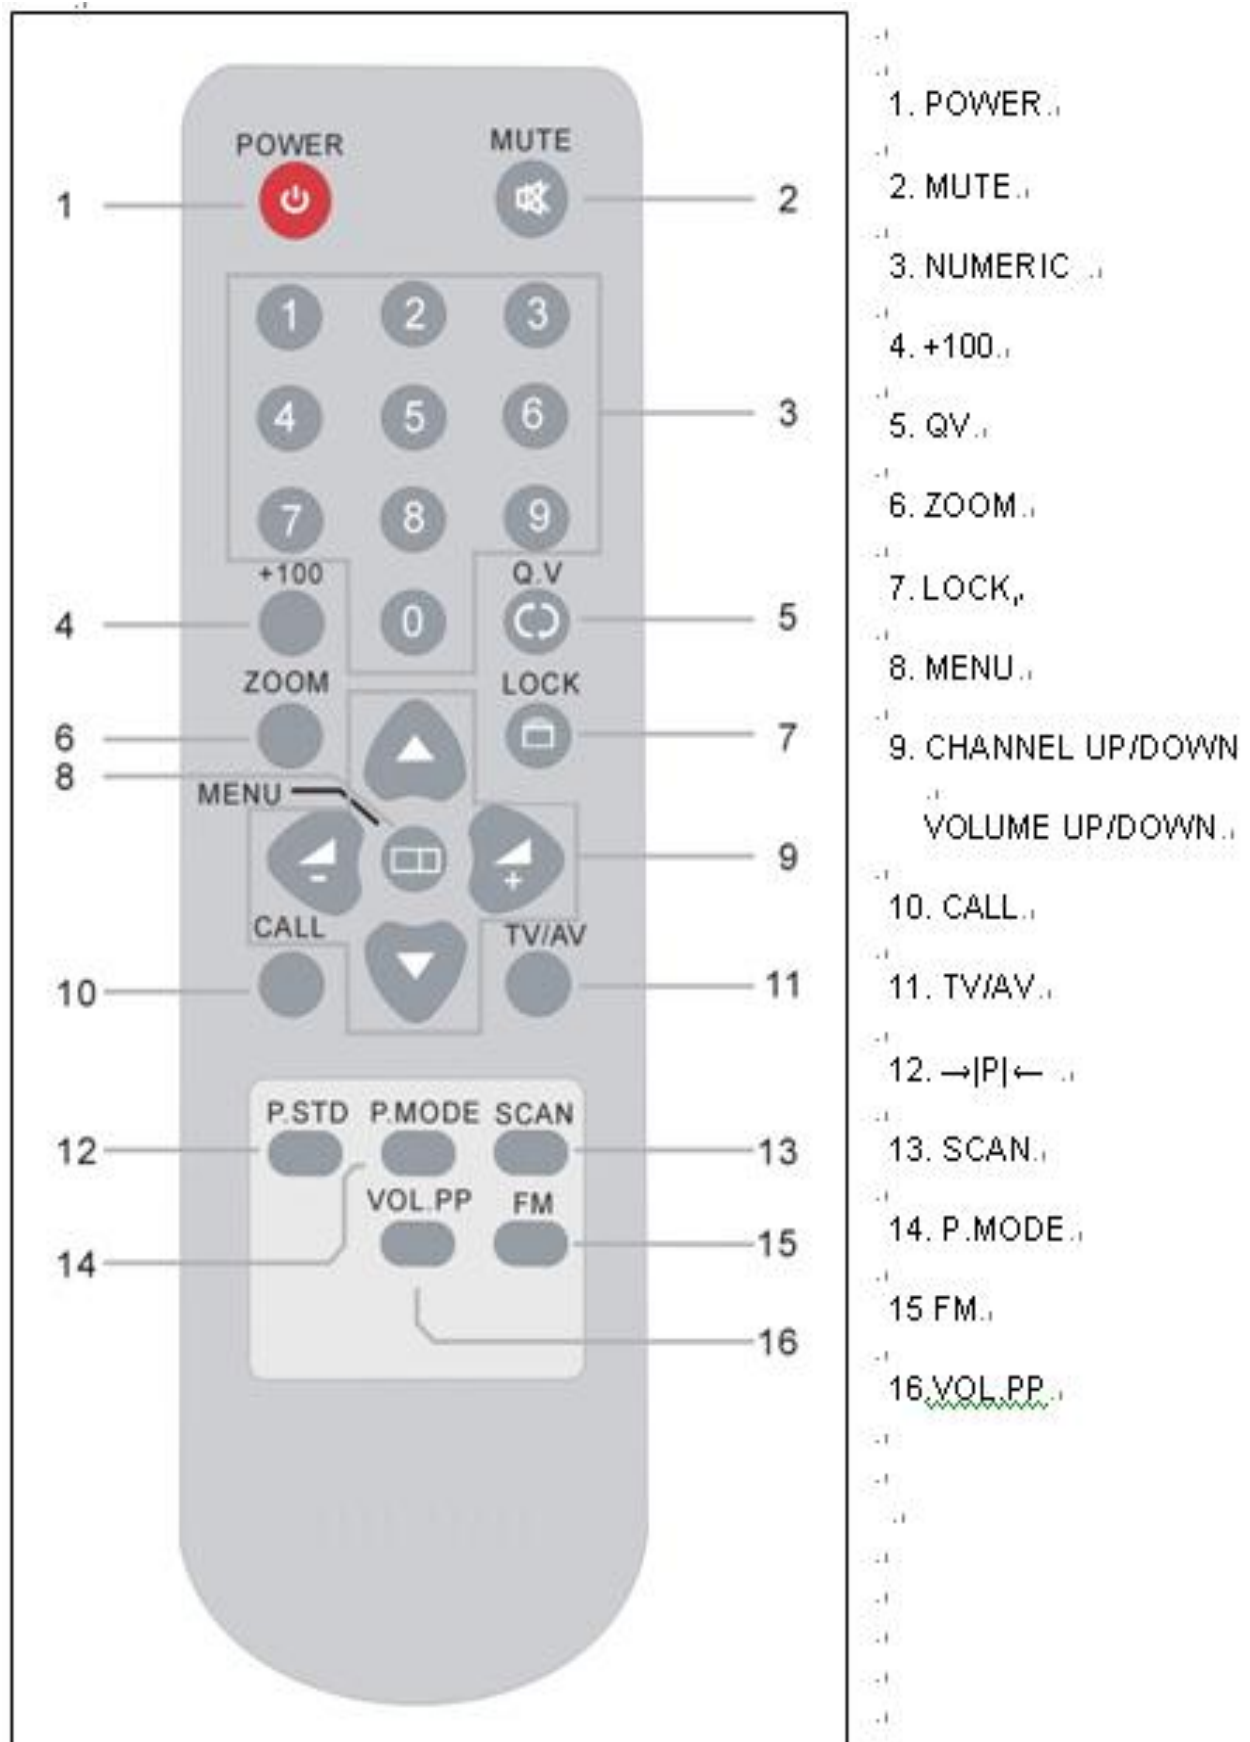 POWER MUTE
1 2
1 2 3
4 5 6 3
7 8 9
+100 Q.V
4 0 5
ZOOM LOCK
6 7
8
MENU
- + 9
CALL TV/AV
10 11
P.STD P.MODE SCAN
12 13
VOL.PP FM
14 15
16
1. POWER
2. MUTE
3. NUMERIC
4. +100
5. QV
6. ZOOM
7. LOCK
8. MENU
9. CHANNEL UP/DOWN
VOLUME UP/DOWN
10. CALL
11. TV/AV
12. →|P|←
13. SCAN
14. P.MODE
15 FM
16.VOL.PP